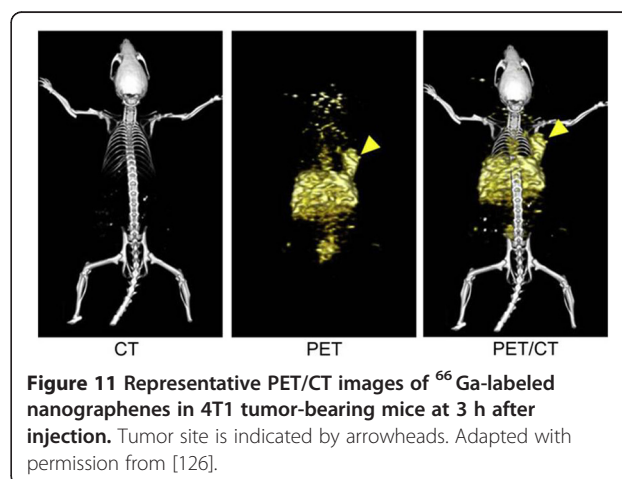 CT PET PET/CT
Figure 11 Representative PET/CT images of ⁶⁶ Ga-labeled
nanographenes in 4T1 tumor-bearing mice at 3 h after
injection. Tumor site is indicated by arrowheads. Adapted with
permission from [126].